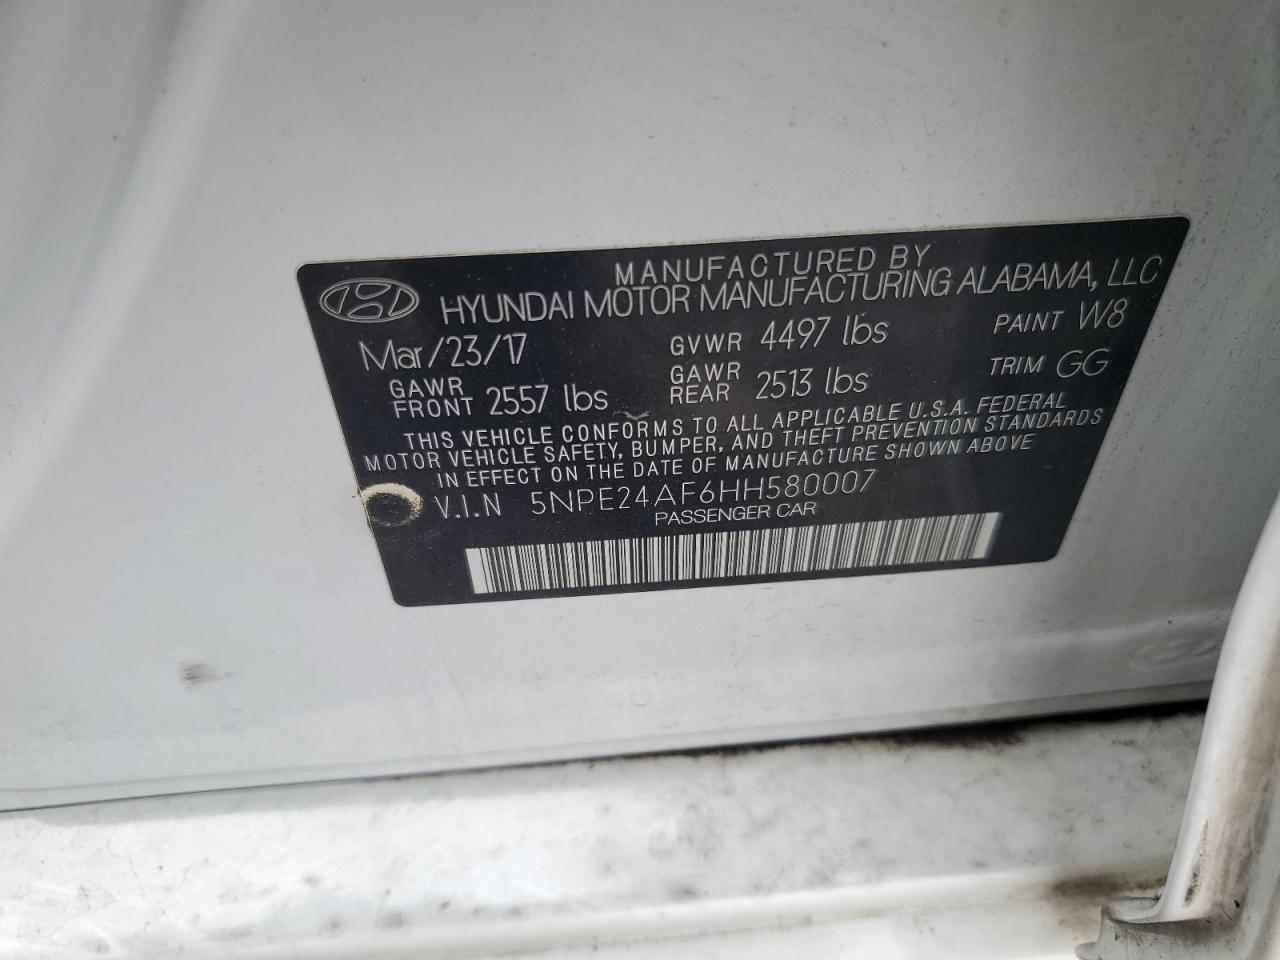 MANUFACTURED BY
HYUNDAI MOTOR MANUFACTURING ALABAMA, LLC
Mar/23/17 GVWR 4497 lbs PAINT W8
GAWR FRONT 2557 lbs GAWR REAR 2513 lbs TRIM GG
THIS VEHICLE CONFORMS TO ALL APPLICABLE U.S.A. FEDERAL
MOTOR VEHICLE SAFETY, BUMPER, AND THEFT PREVENTION STANDARDS
IN EFFECT ON THE DATE OF MANUFACTURE SHOWN ABOVE
V.I.N 5NPE24AF6HH580007
PASSENGER CAR